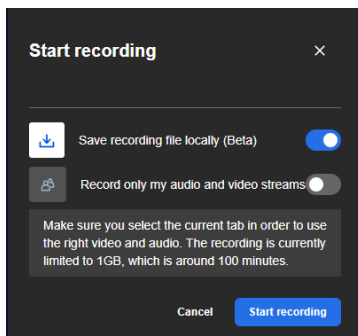 Start recording
Save recording file locally (Beta)
Record only my audio and video streams
Make sure you select the current tab in order to use
the right video and audio. The recording is currently
limited to 1GB, which is around 100 minutes.
Cancel
Start recording